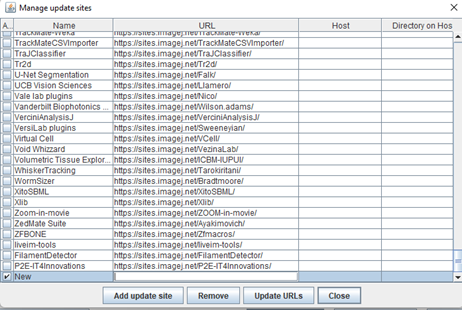 Manage update sites
A... Name URL Host Directory on Hos
TrackMate-Weka https://sites.imagej.net/TrackMate-Weka/
TrackMateCSVImporter https://sites.imagej.net/TrackMateCSVImporter/
TraJClassifier https://sites.imagej.net/TraJClassifier/
Tr2d https://sites.imagej.net/Tr2d/
U-Net Segmentation https://sites.imagej.net/Falk/
UCB Vision Sciences https://sites.imagej.net/Llamero/
Vale lab plugins https://sites.imagej.net/Nico/
Vanderbilt Biophotonics ... https://sites.imagej.net/Wilson.adams/
VerciniAnalysisJ https://sites.imagej.net/VerciniAnalysisJ/
VersiLab plugins https://sites.imagej.net/Sweeneyian/
Virtual Cell https://sites.imagej.net/VCell/
Void Whizzard https://sites.imagej.net/VezinaLab/
Volumetric Tissue Explor... https://sites.imagej.net/ICBM-IUPUI/
WhiskerTracking https://sites.imagej.net/Tarokiritani/
WormSizer https://sites.imagej.net/Bradtmoore/
XitoSBML https://sites.imagej.net/XitoSBML/
Xlib https://sites.imagej.net/Xlib/
Zoom-in-movie https://sites.imagej.net/ZOOM-in-movie/
ZedMate Suite https://sites.imagej.net/Ayakimovich/
ZFBONE https://sites.imagej.net/Zfmacros/
liveim-tools https://sites.imagej.net/liveim-tools/
FilamentDetector https://sites.imagej.net/FilamentDetector/
P2E-IT4Innovations https://sites.imagej.net/P2E-IT4Innovations/
New
Add update site Remove Update URLs Close